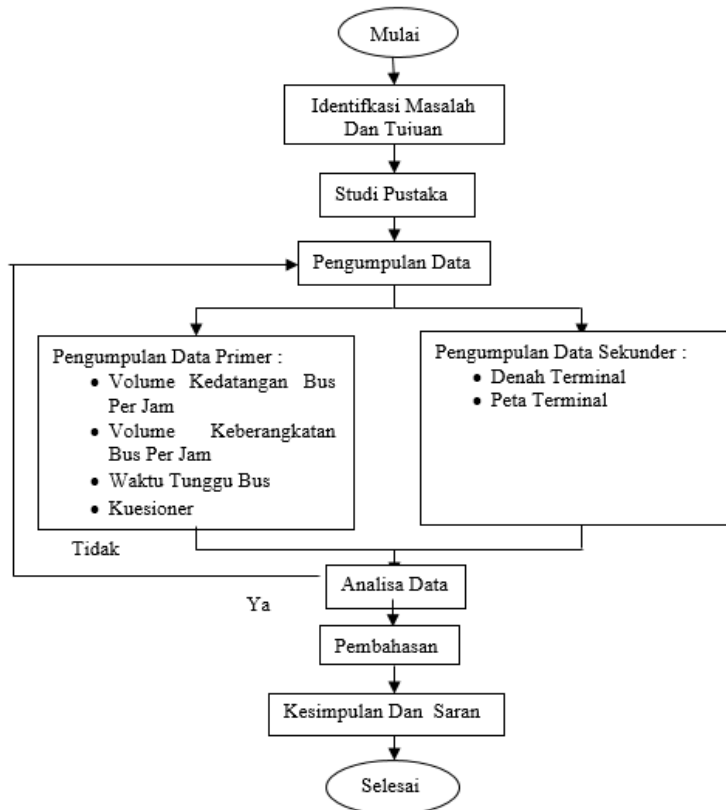 Mulai
Identifkasi Masalah
Dan Tujuan
Studi Pustaka
Pengumpulan Data
Pengumpulan Data Primer :
• Volume Kedatangan Bus
Per Jam
• Volume Keberangkatan
Bus Per Jam
• Waktu Tunggu Bus
• Kuesioner
Pengumpulan Data Sekunder :
• Denah Terminal
• Peta Terminal
Tidak
Analisa Data
Ya
Pembahasan
Kesimpulan Dan Saran
Selesai